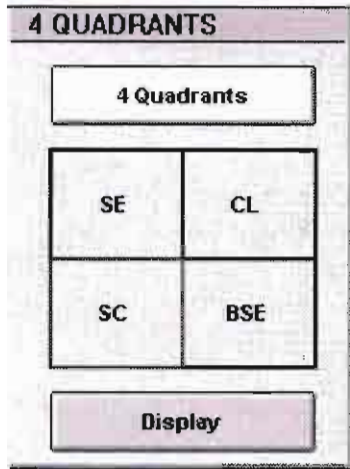 4 QUADRANTS
4 Quadrants
SE CL
SC BSE
Display